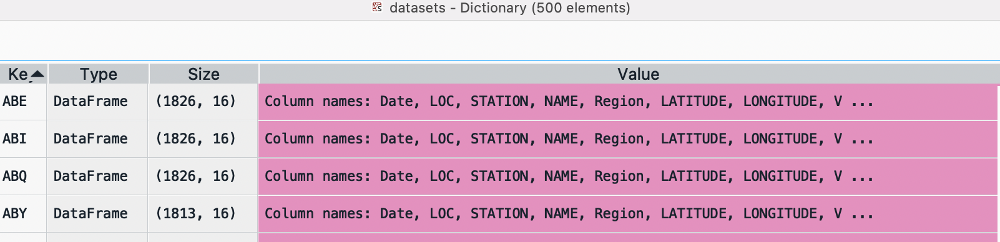 datasets - Dictionary (500 elements)
Key Type Size Value
ABE DataFrame (1826, 16) Column names: Date, LOC, STATION, NAME, Region, LATITUDE, LONGITUDE, V ...
ABI DataFrame (1826, 16) Column names: Date, LOC, STATION, NAME, Region, LATITUDE, LONGITUDE, V ...
ABQ DataFrame (1826, 16) Column names: Date, LOC, STATION, NAME, Region, LATITUDE, LONGITUDE, V ...
ABY DataFrame (1813, 16) Column names: Date, LOC, STATION, NAME, Region, LATITUDE, LONGITUDE, V ...